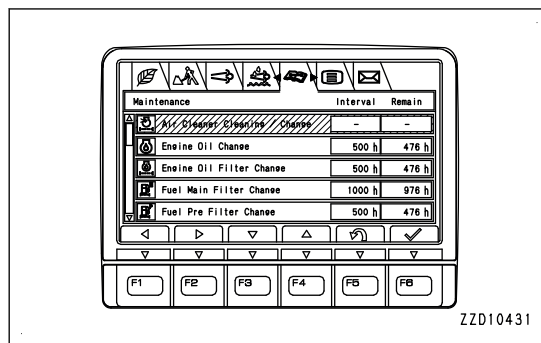 Maintenance Interval Remain
Air Cleaner Cleaning / Change - -
Engine Oil Change 500 h 476 h
Engine Oil Filter Change 500 h 476 h
Fuel Main Filter Change 1000 h 976 h
Fuel Pre Filter Change 500 h 476 h
F1 F2 F3 F4 F5 F6
ZZD10431